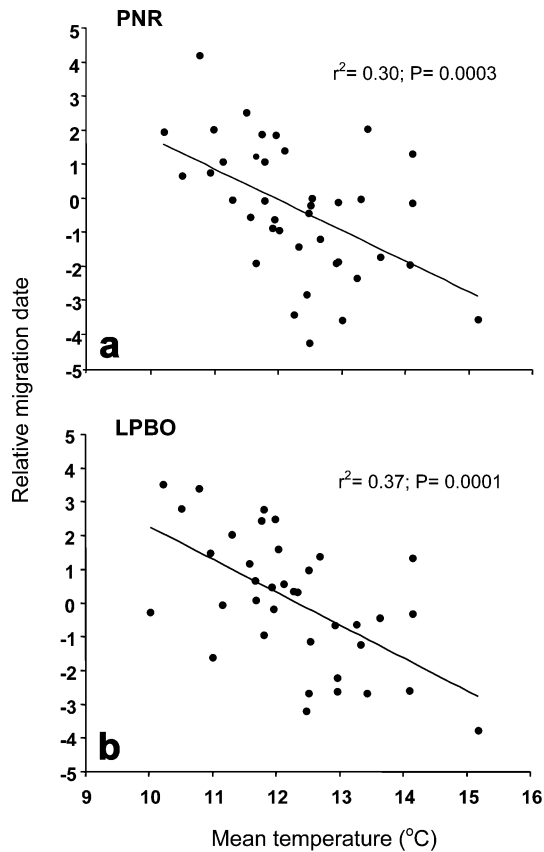 PNR
r2= 0.30; P= 0.0003
5
4
3
2
1
0
-1
-2
-3
-4
-5
a
Relative migration date
LPBO
r2= 0.37; P= 0.0001
5
4
3
2
1
0
-1
-2
-3
-4
-5
b
9 10 11 12 13 14 15 16
Mean temperature (oC)